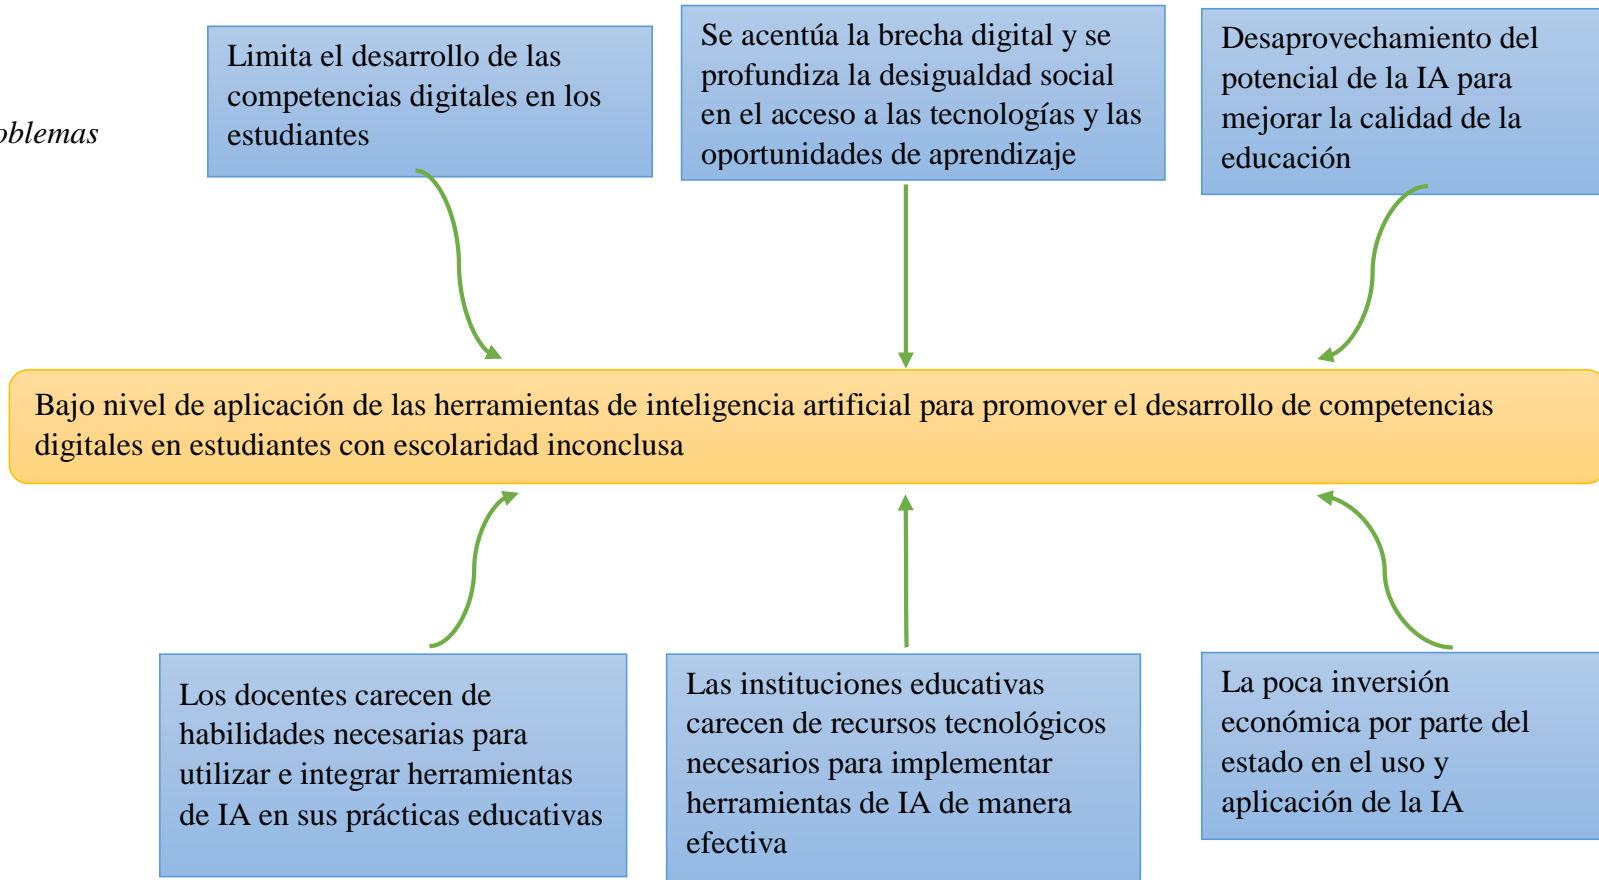 oblemas
Limita el desarrollo de las
competencias digitales en los
estudiantes
Se acentúa la brecha digital y se
profundiza la desigualdad social
en el acceso a las tecnologías y las
oportunidades de aprendizaje
Desaprovechamiento del
potencial de la IA para
mejorar la calidad de la
educación
Bajo nivel de aplicación de las herramientas de inteligencia artificial para promover el desarrollo de competencias
digitales en estudiantes con escolaridad inconclusa
Los docentes carecen de
habilidades necesarias para
utilizar e integrar herramientas
de IA en sus prácticas educativas
Las instituciones educativas
carecen de recursos tecnológicos
necesarios para implementar
herramientas de IA de manera
efectiva
La poca inversión
económica por parte del
estado en el uso y
aplicación de la IA